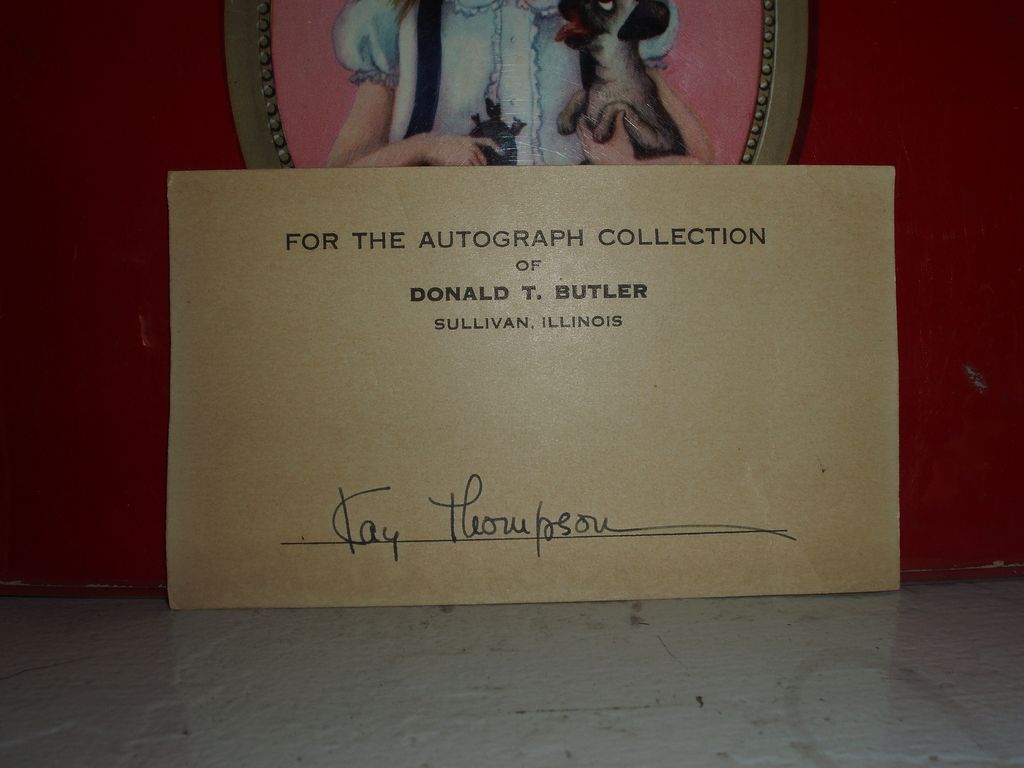 FOR THE AUTOGRAPH COLLECTION
OF
DONALD T. BUTLER
SULLIVAN, ILLINOIS
Kay Thompson